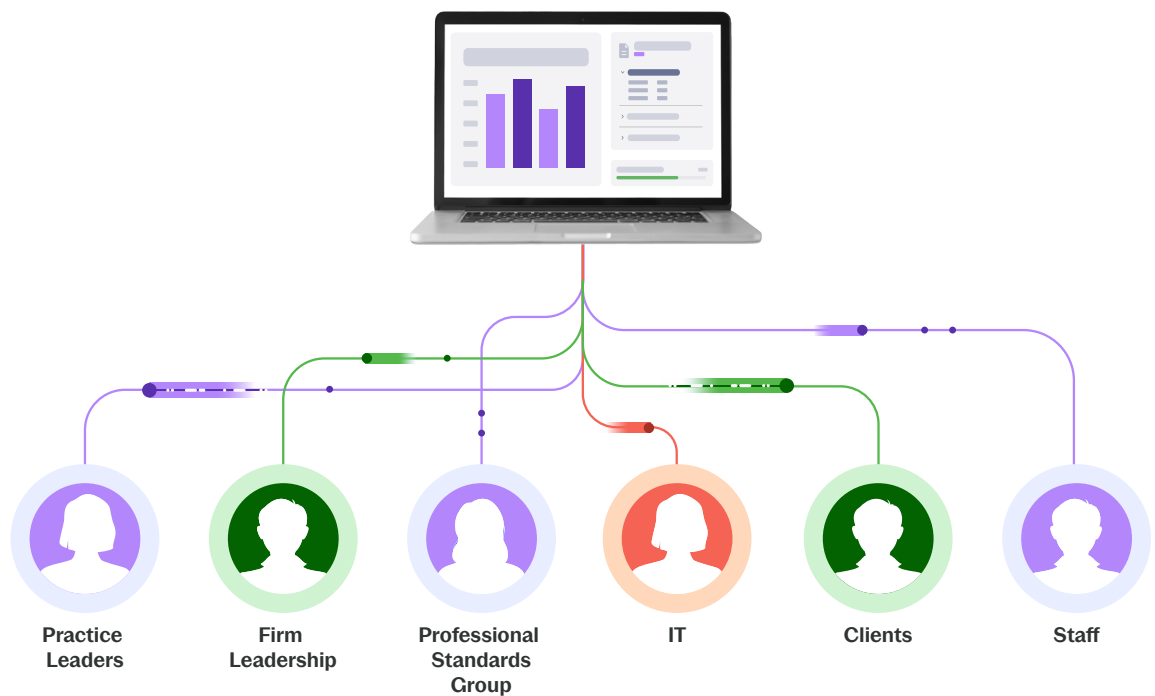 Practice
Leaders
Firm
Leadership
Professional
Standards
Group
IT
Clients
Staff